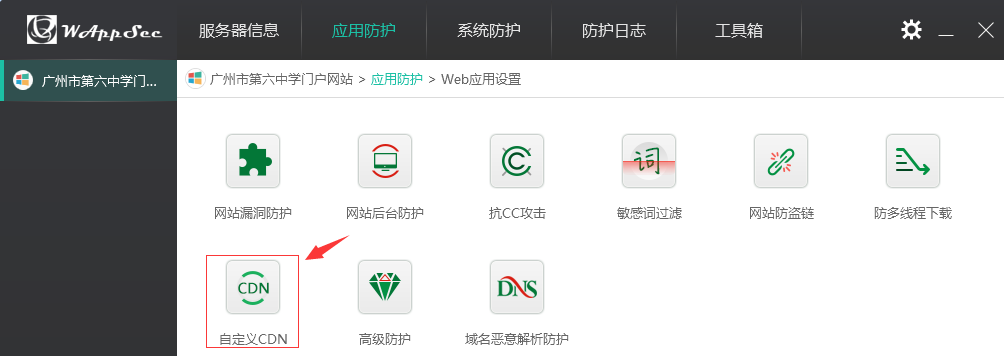 WAppSec 服务器信息 应用防护 系统防护 防护日志 工具箱
广州市第六中学门... 广州市第六中学门户网站 > 应用防护 > Web应用设置
词
网站漏洞防护 网站后台防护 抗CC攻击 敏感词过滤 网站防盗链 防多线程下载
CDN DNS
自定义CDN 高级防护 域名恶意解析防护